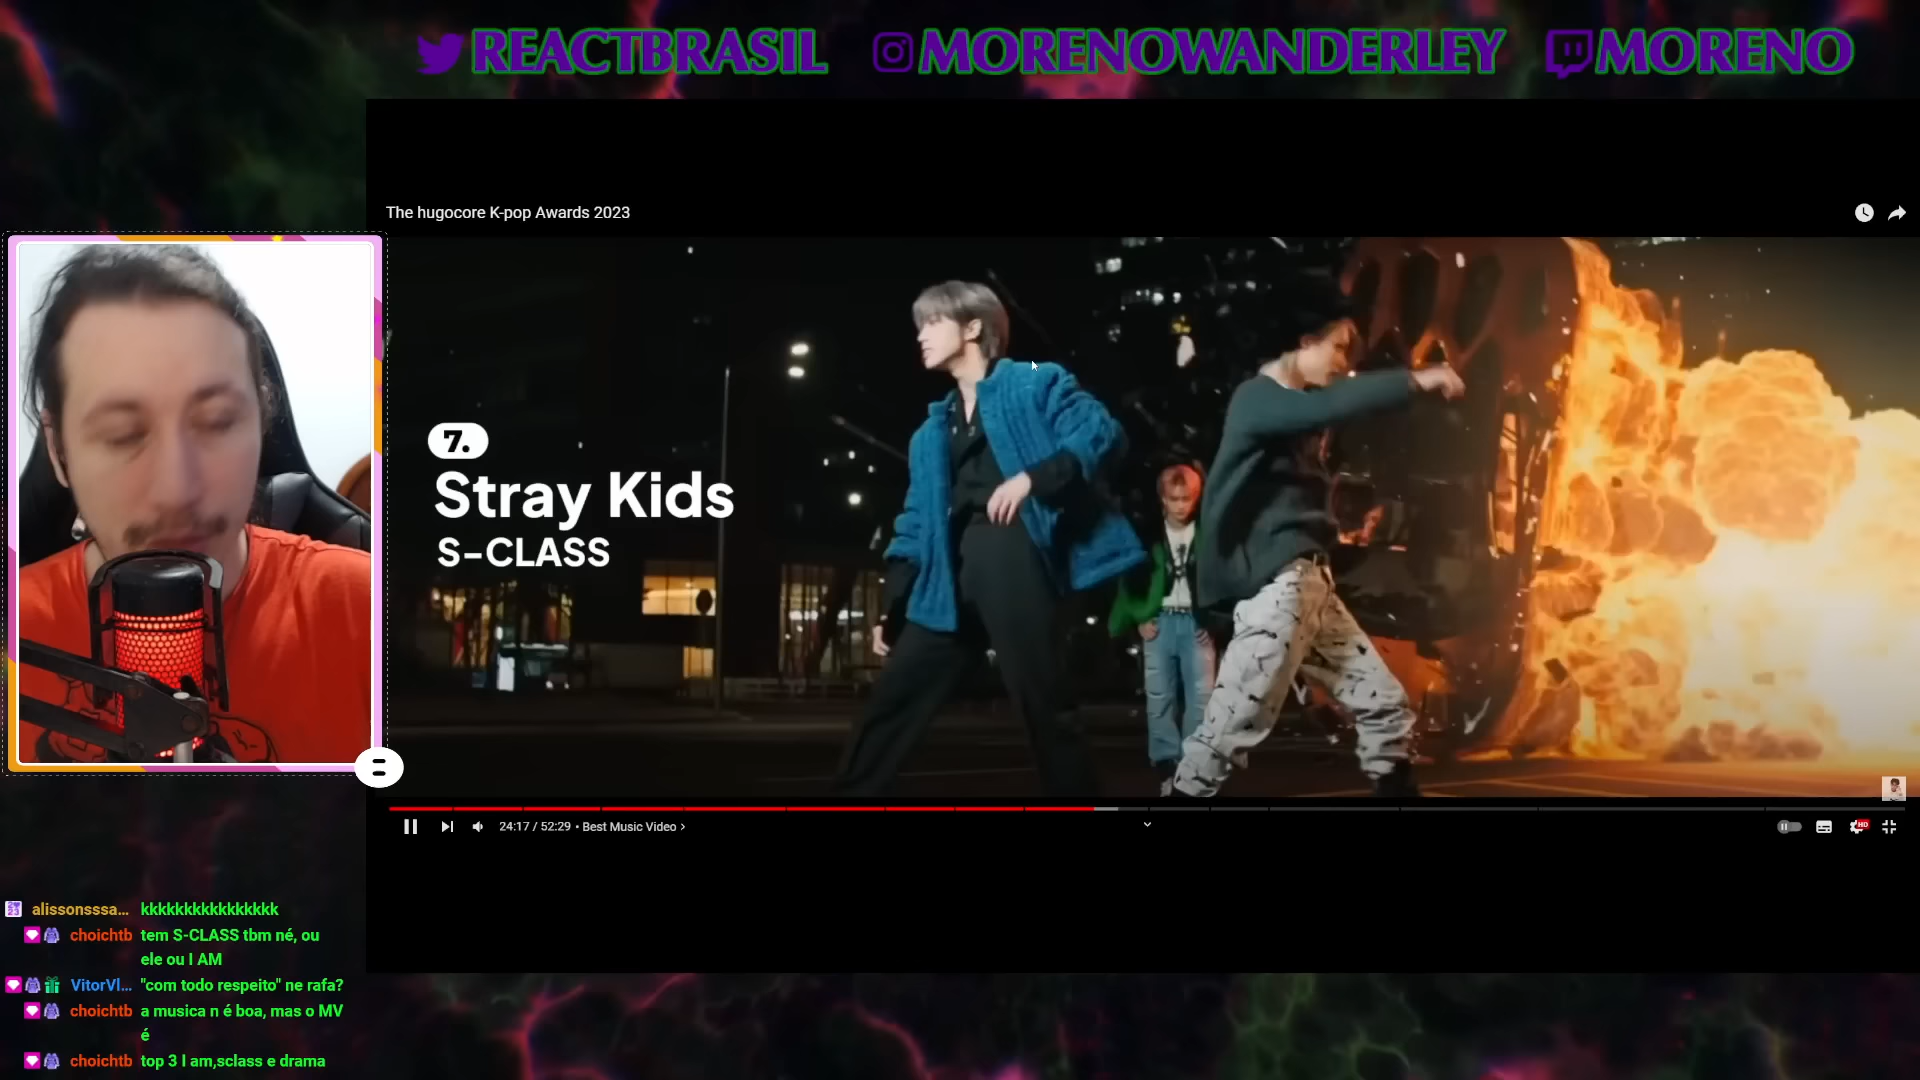 REACTBRASIL MORENOWANDERLEY MORENO
The hugocore K-pop Awards 2023
7.
Stray Kids
S-CLASS
24:17 / 52:29 • Best Music Video >
HD
alissonsssa... kkkkkkkkkkkkkkkk
choichtb tem S-CLASS tbm né, ou
ele ou I AM
VitorVl... "com todo respeito" ne rafa?
choichtb a musica n é boa, mas o MV
é
choichtb top 3 I am,sclass e drama